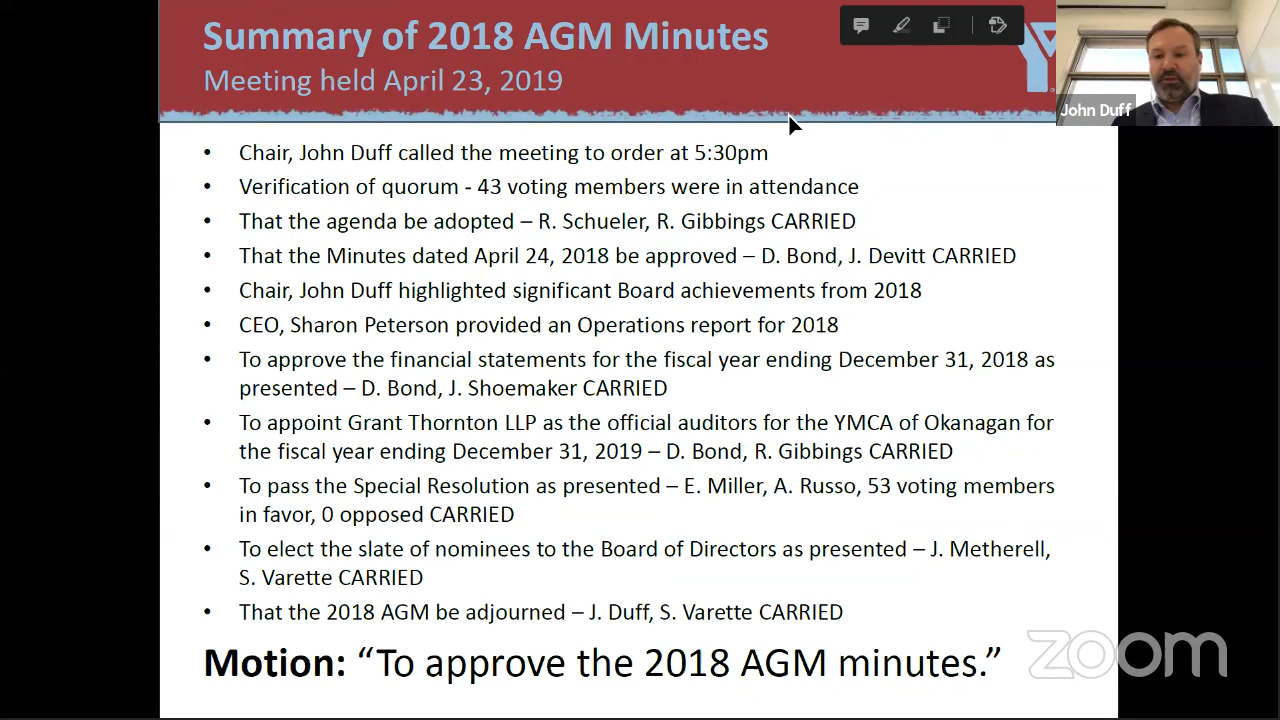 Summary of 2018 AGM Minutes
Meeting held April 23, 2019
John Duff
• Chair, John Duff called the meeting to order at 5:30pm
• Verification of quorum - 43 voting members were in attendance
• That the agenda be adopted – R. Schueler, R. Gibbings CARRIED
• That the Minutes dated April 24, 2018 be approved – D. Bond, J. Devitt CARRIED
• Chair, John Duff highlighted significant Board achievements from 2018
• CEO, Sharon Peterson provided an Operations report for 2018
• To approve the financial statements for the fiscal year ending December 31, 2018 as
presented – D. Bond, J. Shoemaker CARRIED
• To appoint Grant Thornton LLP as the official auditors for the YMCA of Okanagan for
the fiscal year ending December 31, 2019 – D. Bond, R. Gibbings CARRIED
• To pass the Special Resolution as presented – E. Miller, A. Russo, 53 voting members
in favor, 0 opposed CARRIED
• To elect the slate of nominees to the Board of Directors as presented – J. Metherell,
S. Varette CARRIED
• That the 2018 AGM be adjourned – J. Duff, S. Varette CARRIED
Motion: “To approve the 2018 AGM minutes.”
zoom